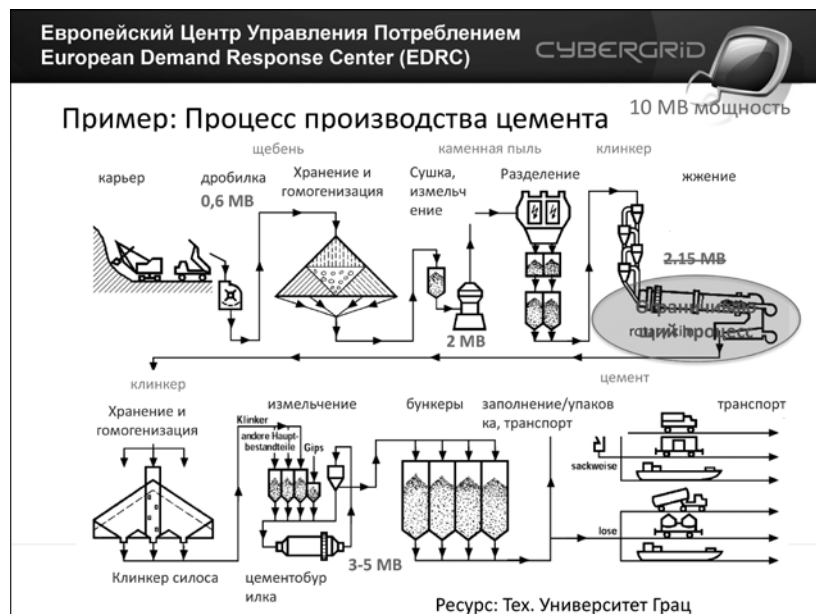 Европейский Центр Управления Потреблением
European Demand Response Center (EDRC)
CYBERGRID
10 МВ мощность
Пример: Процесс производства цемента
щебень
каменная пыль
клинкер
карьер
дробилка
0,6 МВ
Хранение и
гомогенизация
Сушка,
измельч
ение
Разделение
жжение
2.15 МВ
2 МВ
щий процесс
клинкер
цемент
Хранение и
гомогенизация
измельчение
бункеры
заполнение/упаков
ка, транспорт
транспорт
Klinker
andere Haupt-
bestandteile
Gips
sackweise
lose
3-5 МВ
Клинкер силоса
цементобур
илка
Ресурс: Тех. Университет Грац